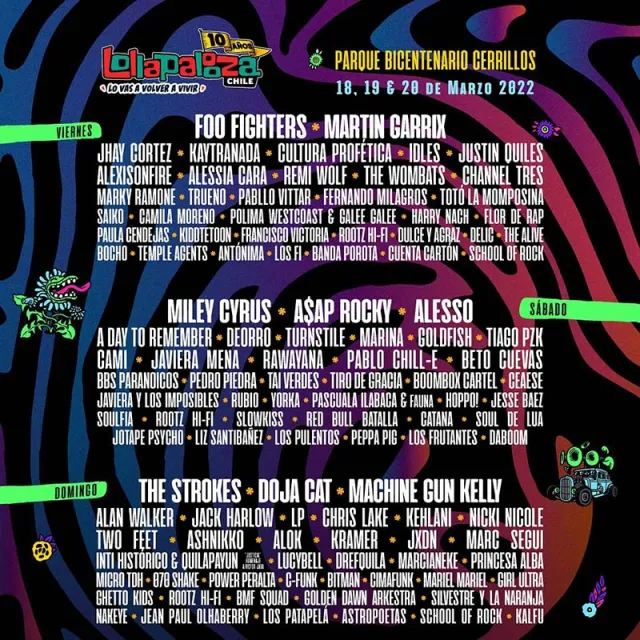 10 AÑOS
Lollapalooza
CHILE
LO VAS A VOLVER A VIVIR
PARQUE BICENTENARIO CERRILLOS
18, 19 & 20 DE MARZO 2022
VIERNES
FOO FIGHTERS * MARTIN GARRIX
JHAY CORTEZ * KAYTRANADA * CULTURA PROFÉTICA * IDLES * JUSTIN QUILES
ALEXISONFIRE * ALESSIA CARA * REMI WOLF * THE WOMBATS * CHANNEL TRES
MARKY RAMONE * TRUENO * PABLLO VITTAR * FERNANDO MILAGROS * TOTÓ LA MOMPOSINA
SAIKO * CAMILA MORENO * POLIMA WESTCOAST & GALEE GALEE * HARRY NACH * FLOR DE RAP
PAULA CENDEJAS * KIDDTETOON * FRANCISCO VICTORIA * ROOTZ HI-FI * DULCE Y AGRAZ * DELIC * THE ALIVE
BOCHO * TEMPLE AGENTS * ANTÓNIMA * LOS FI * BANDA POROTA * CUENTA CARTÓN * SCHOOL OF ROCK
SÁBADO
MILEY CYRUS * A$AP ROCKY * ALESSO
A DAY TO REMEMBER * DEORRO * TURNSTILE * MARINA * GOLDFISH * TIAGO PZK
CAMI * JAVIERA MENA * RAWAYANA * PABLO CHILL-E * BETO CUEVAS
BBS PARANOICOS * PEDRO PIEDRA * TAI VERDES * TIRO DE GRACIA * BOOMBOX CARTEL * CEAESE
JAVIERA Y LOS IMPOSIBLES * RUBIO * YORKA * PASCUALA ILABACA & FAUNA * HOPPO! * JESSE BAEZ
SOULFIA * ROOTZ HI-FI * SLOWKISS * RED BULL BATALLA * CATANA * SOUL DE LUA
JOTAPE PSYCHO * LIZ SANTIBAÑEZ * LOS PULENTOS * PEPPA PIG * LOS FRUTANTES * DABOOM
DOMINGO
THE STROKES * DOJA CAT * MACHINE GUN KELLY
ALAN WALKER * JACK HARLOW * LP * CHRIS LAKE * KEHLANI * NICKI NICOLE
TWO FEET * ASHNIKKO * ALOK * KRAMER * JXDN * MARC SEGUI
INTI HISTÓRICO & QUILAPAYUN * LUCYBELL * DREFQUILA * MARCIANEKE * PRINCESA ALBA
MICRO TDH * 070 SHAKE * POWER PERALTA * G-FUNK * BITMAN * CIMAFUNK * MARIEL MARIEL * GIRL ULTRA
GHETTO KIDS * ROOTZ HI-FI * BMF SQUAD * GOLDEN DAWN ARKESTRA * SILVESTRE Y LA NARANJA
NAKEYE * JEAN PAUL OLHABERRY * LOS PATAPELÁ * ASTROPOETAS * SCHOOL OF ROCK * KALFU